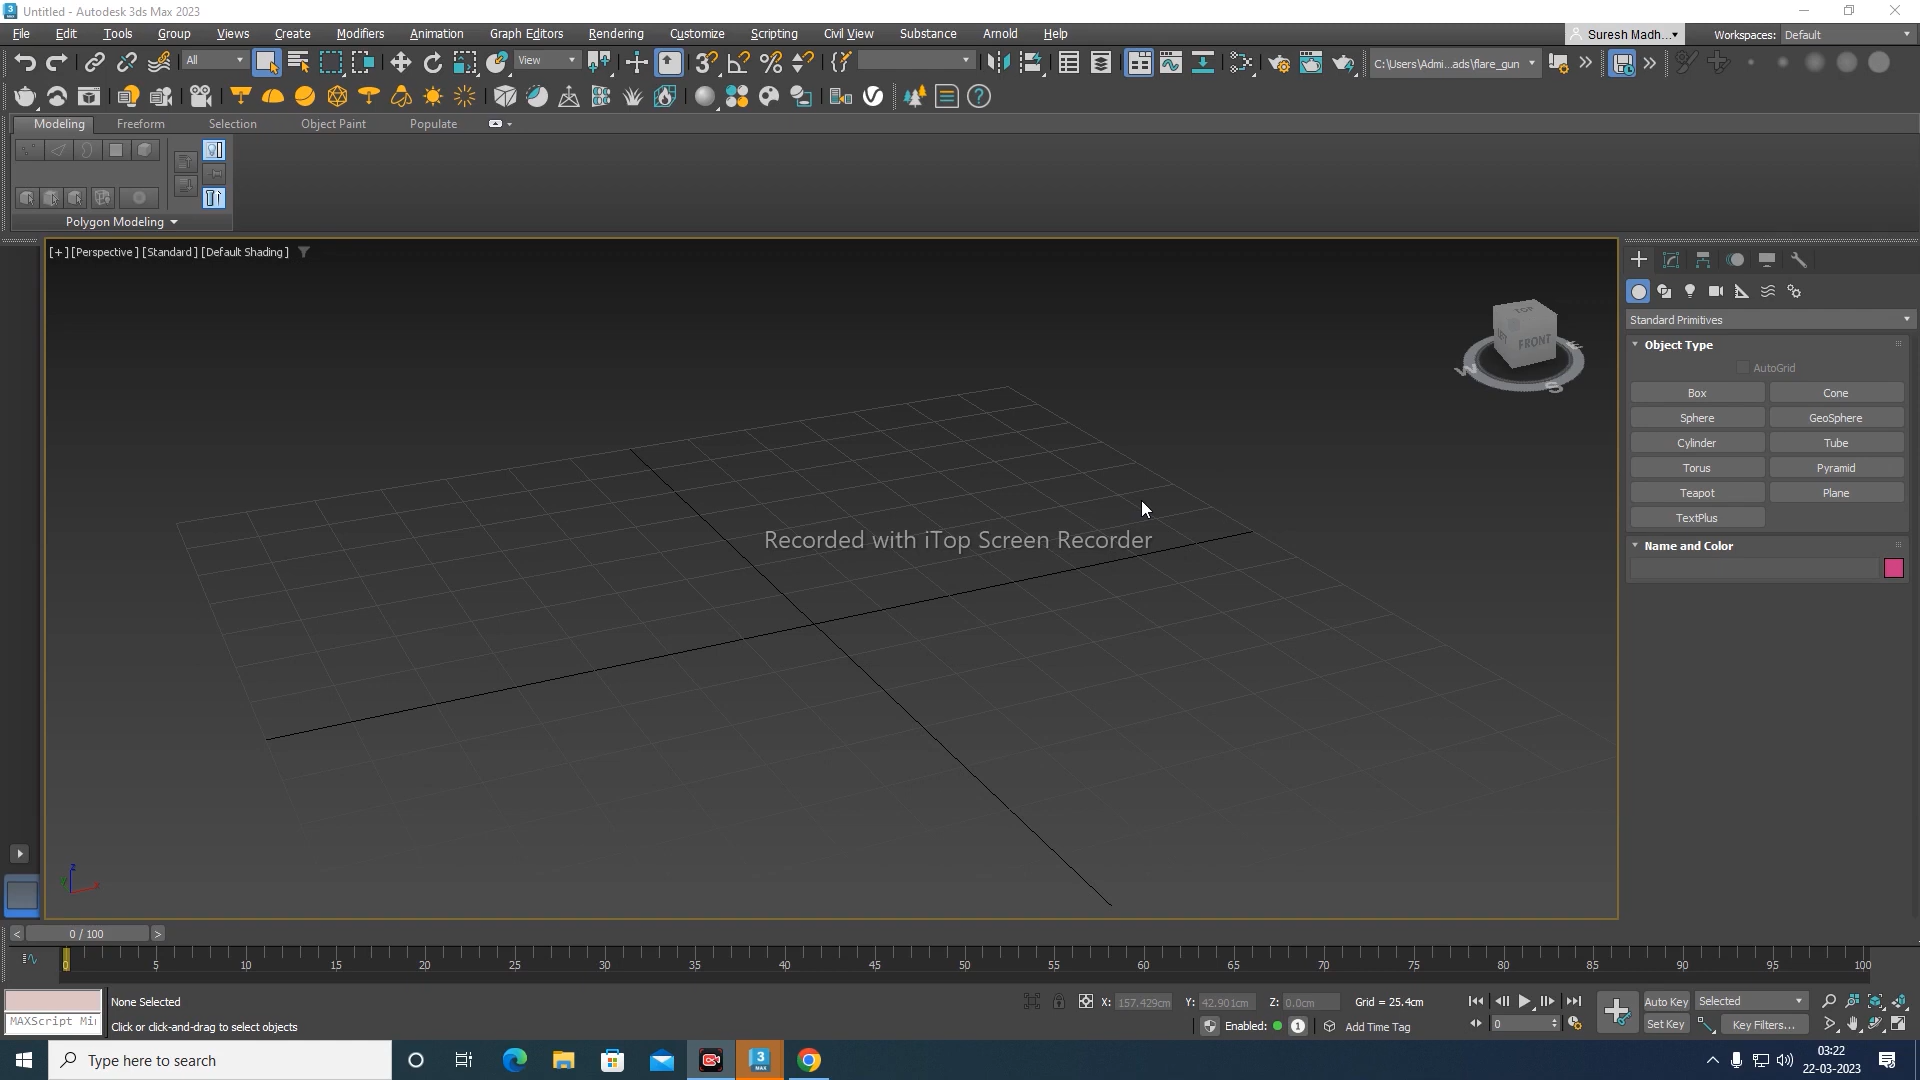 Untitled - Autodesk 3ds Max 2023
File Edit Tools Group Views Create Modifiers Animation Graph Editors Rendering Customize Scripting Civil View Substance Arnold Help
Suresh Madh...
Workspaces: Default
All
View
C:\Users\Admi...ads\flare_gun
Modeling Freeform Selection Object Paint Populate
Polygon Modeling
[+] [Perspective] [Standard] [Default Shading]
TOP
FRONT
W
S
Recorded with iTop Screen Recorder
Standard Primitives
Object Type
AutoGrid
Box Cone
Sphere GeoSphere
Cylinder Tube
Torus Pyramid
Teapot Plane
TextPlus
Name and Color
z
0 / 100
0 5 10 15 20 25 30 35 40 45 50 55 60 65 70 75 80 85 90 95 100
None Selected
X: 157.429cm Y: 42.901cm Z: 0.0cm Grid = 25.4cm
Auto Key Selected
MAXScript Mi
Click or click-and-drag to select objects
Enabled: 1 Add Time Tag
0
Set Key Key Filters...
Type here to search
03:22
22-03-2023